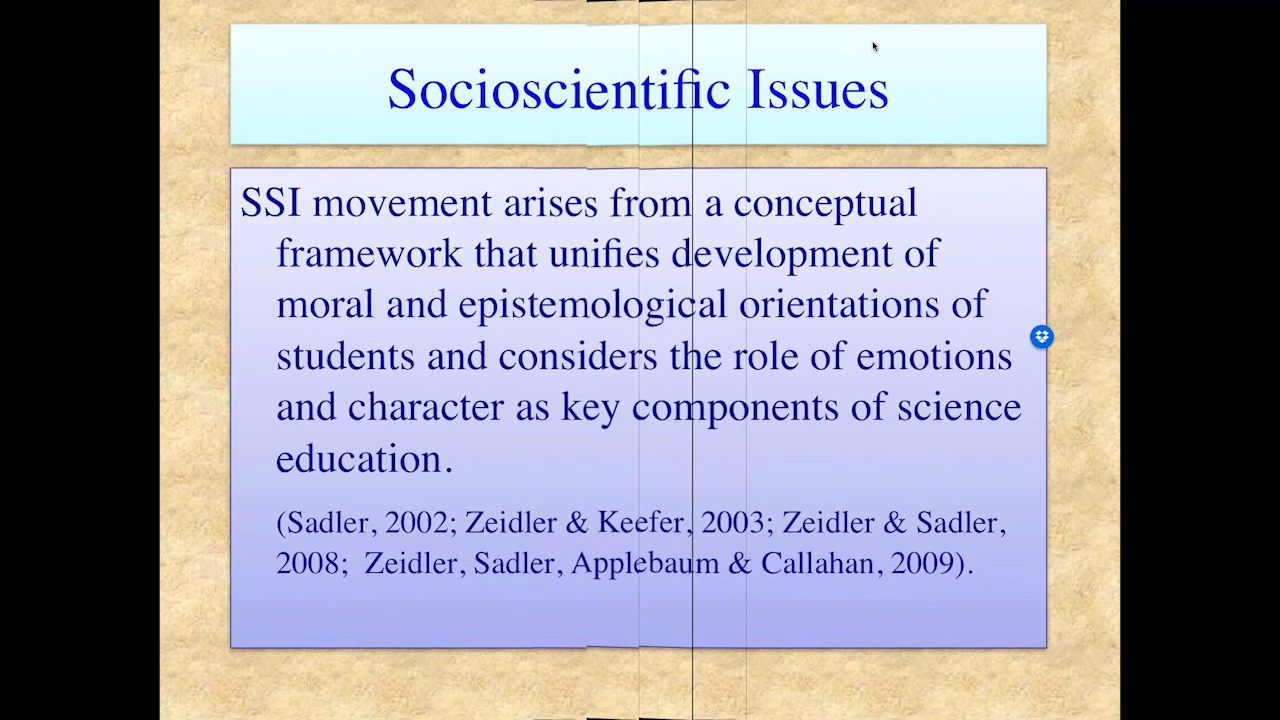 Socioscientific Issues
SSI movement arises from a conceptual
framework that unifies development of
moral and epistemological orientations of
students and considers the role of emotions
and character as key components of science
education.
(Sadler, 2002; Zeidler & Keefer, 2003; Zeidler & Sadler,
2008;  Zeidler, Sadler, Applebaum & Callahan, 2009).